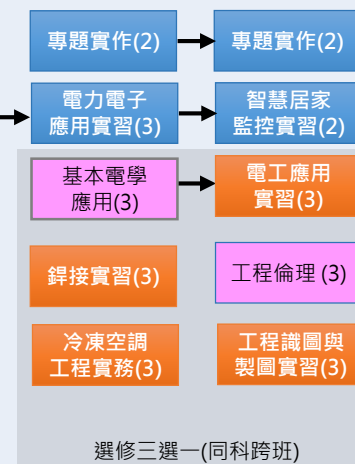 專題實作(2)
專題實作(2)
電力電子
應用實習(3)
智慧居家
監控實習(2)
基本電學
應用(3)
電工應用
實習(3)
銲接實習(3)
工程倫理 (3)
冷凍空調
工程實務(3)
工程識圖與
製圖實習(3)
選修三選一(同科跨班)